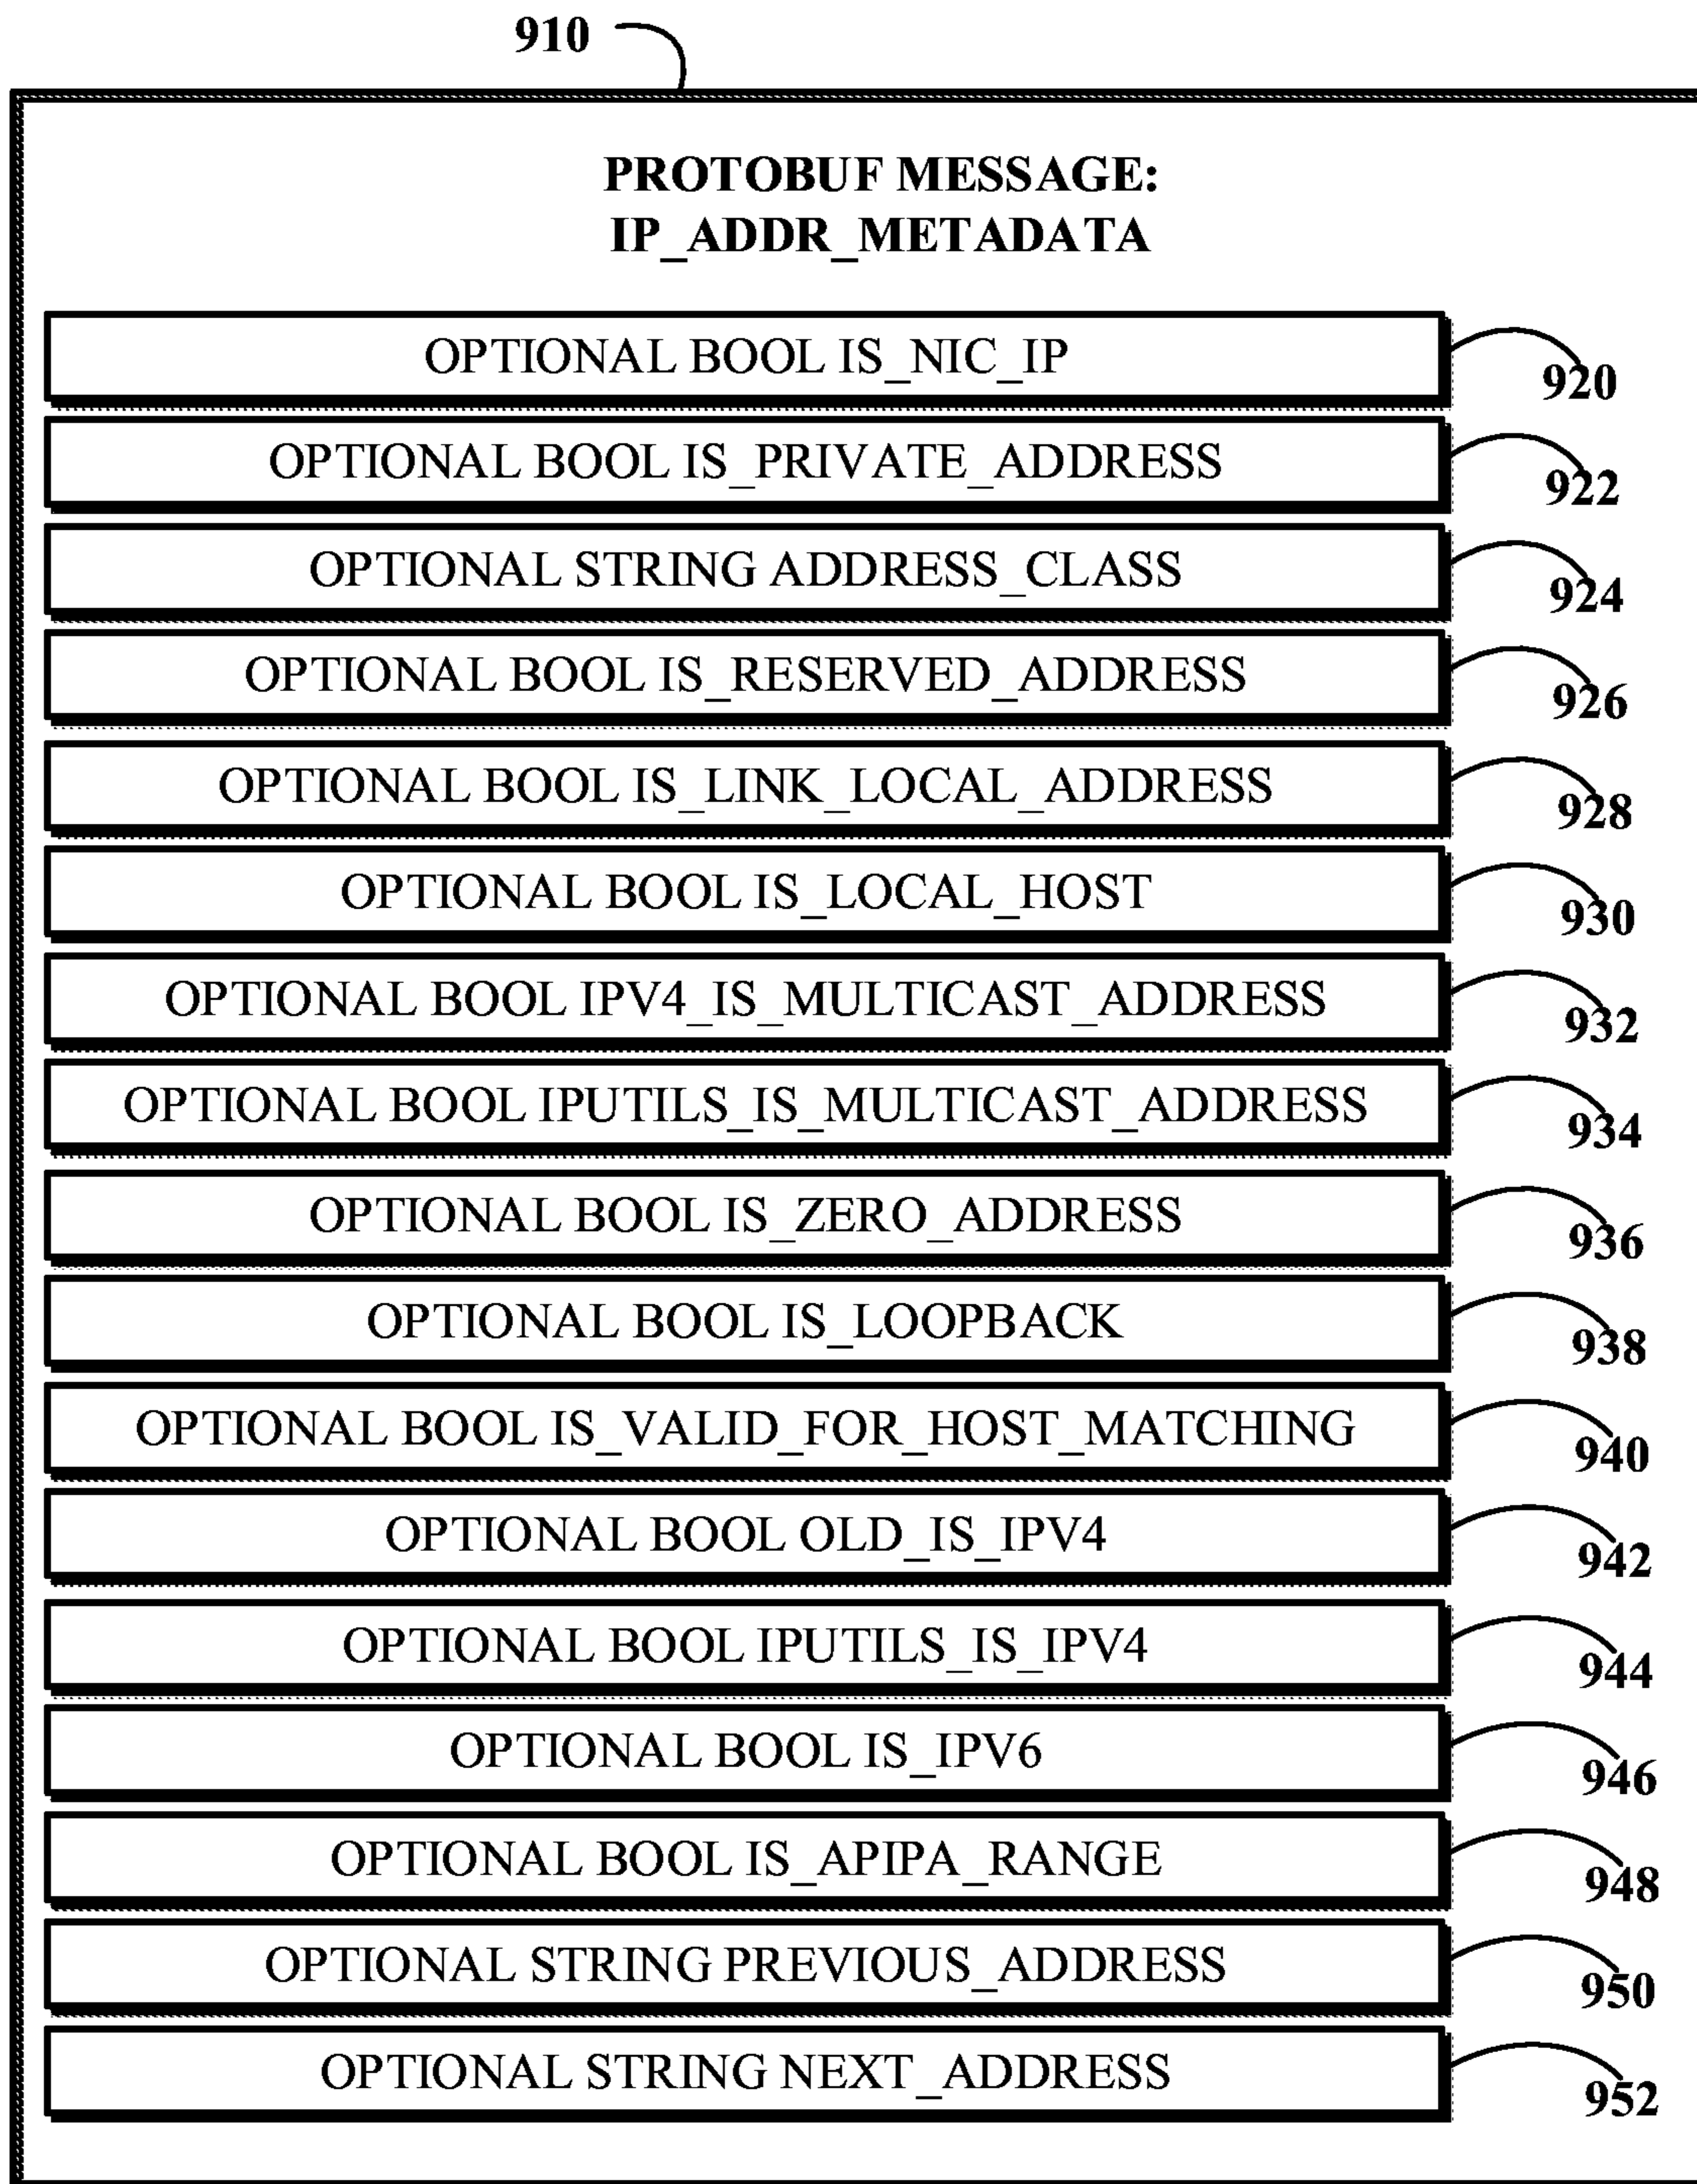 910
PROTOBUF MESSAGE:
IP_ADDR_METADATA
OPTIONAL BOOL IS_NIC_IP
920
OPTIONAL BOOL IS_PRIVATE_ADDRESS
922
OPTIONAL STRING ADDRESS_CLASS
924
OPTIONAL BOOL IS_RESERVED_ADDRESS
926
OPTIONAL BOOL IS_LINK_LOCAL_ADDRESS
928
OPTIONAL BOOL IS_LOCAL_HOST
930
OPTIONAL BOOL IPV4_IS_MULTICAST_ADDRESS
932
OPTIONAL BOOL IPUTILS_IS_MULTICAST_ADDRESS
934
OPTIONAL BOOL IS_ZERO_ADDRESS
936
OPTIONAL BOOL IS_LOOPBACK
938
OPTIONAL BOOL IS_VALID_FOR_HOST_MATCHING
940
OPTIONAL BOOL OLD_IS_IPV4
942
OPTIONAL BOOL IPUTILS_IS_IPV4
944
OPTIONAL BOOL IS_IPV6
946
OPTIONAL BOOL IS_APIPA_RANGE
948
OPTIONAL STRING PREVIOUS_ADDRESS
950
OPTIONAL STRING NEXT_ADDRESS
952